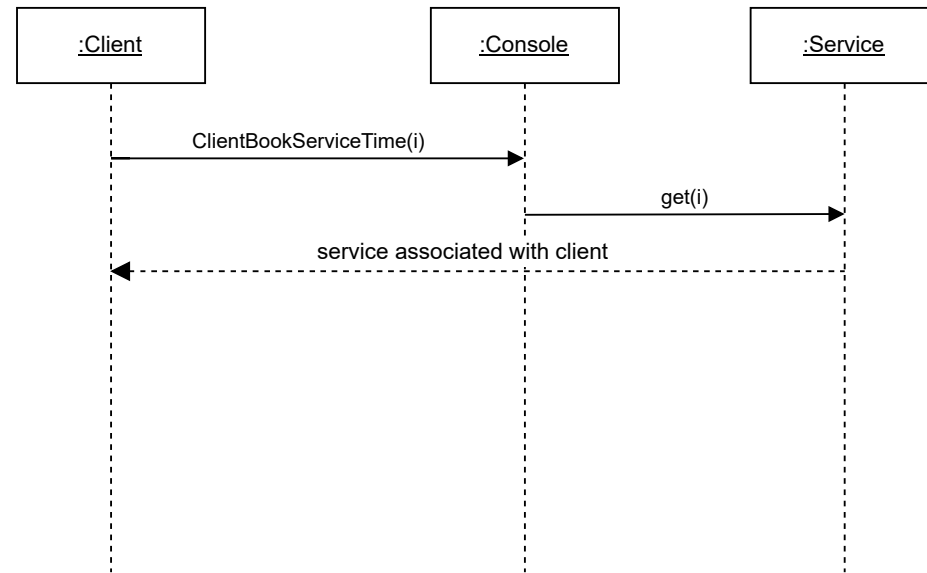 :Client
:Console
:Service
ClientBookServiceTime(i)
get(i)
service associated with client